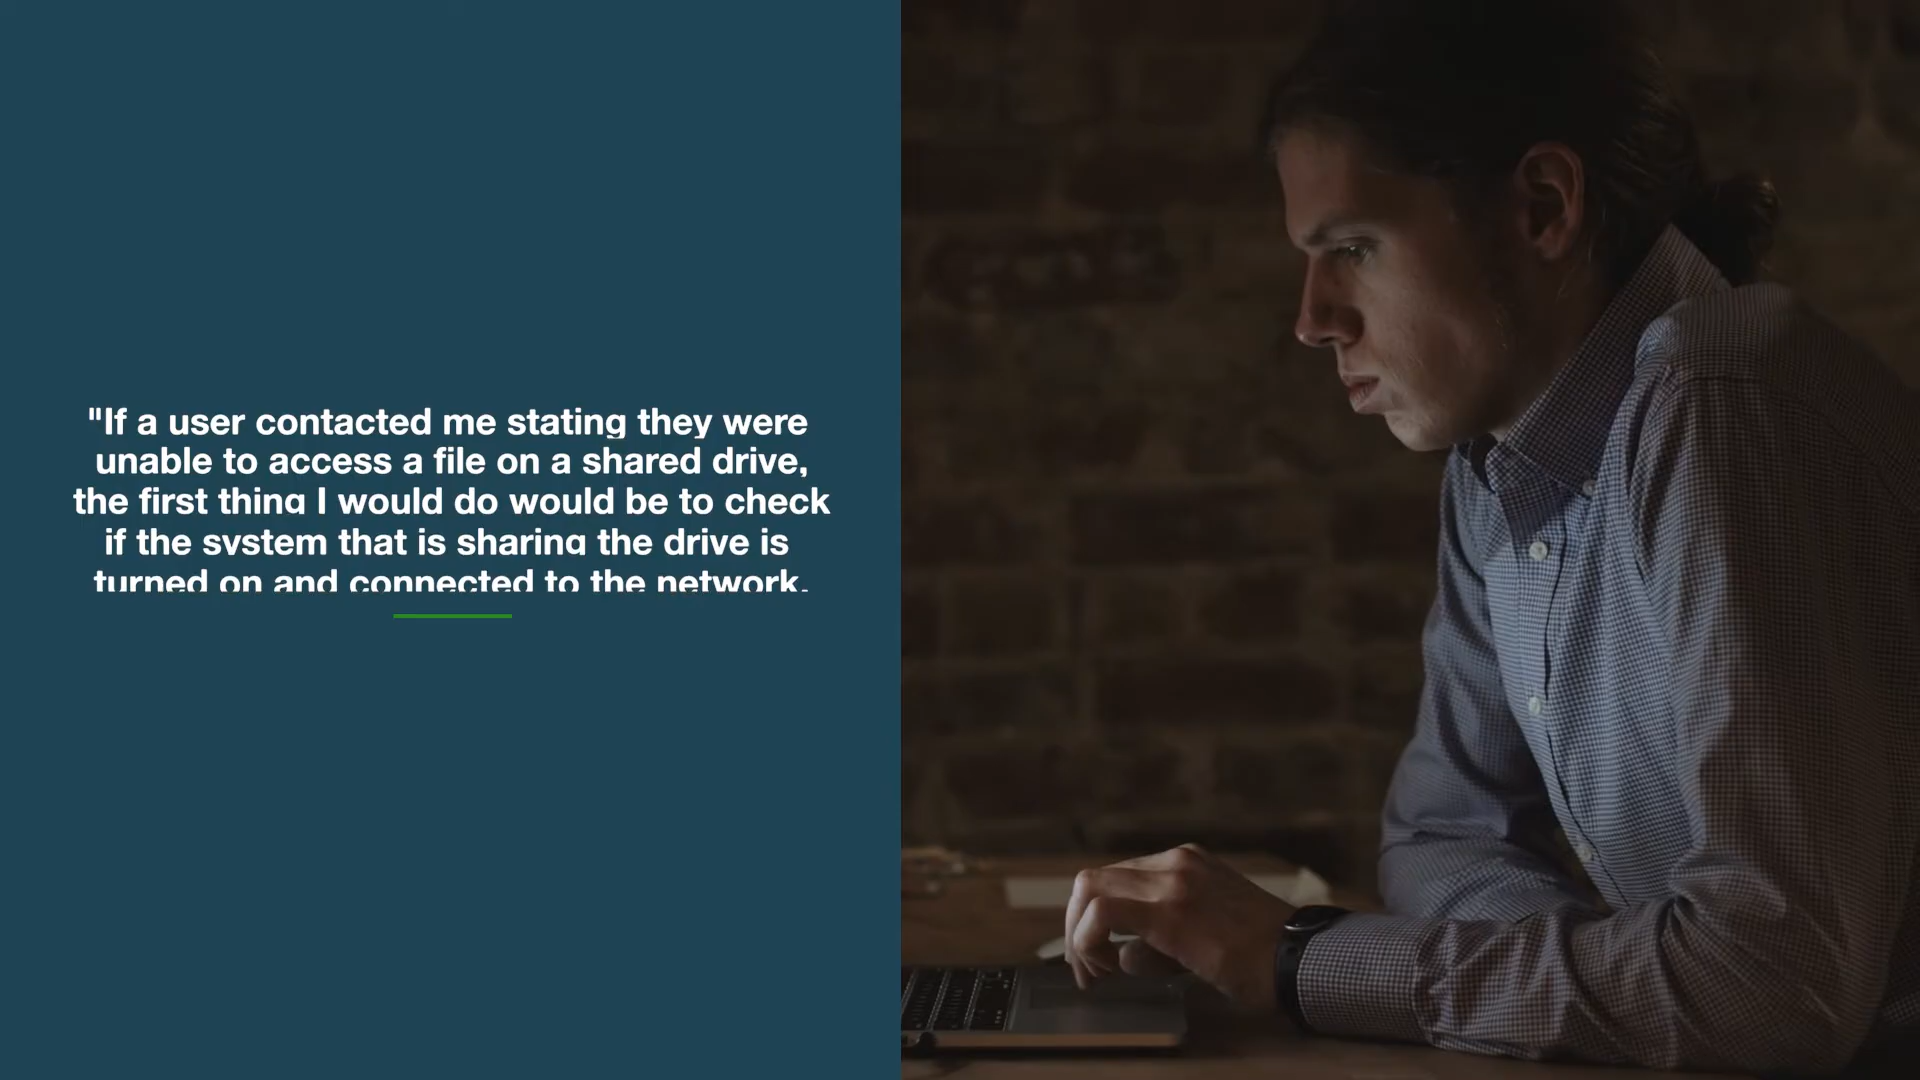 "If a user contacted me stating they were
unable to access a file on a shared drive,
the first thing I would do would be to check
if the system that is sharing the drive is
turned on and connected to the network.